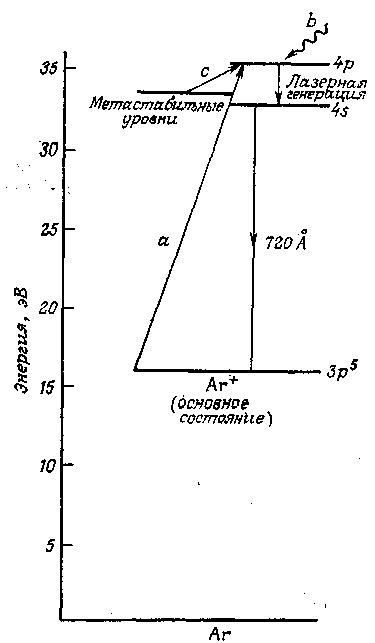 b
35
c
4p
Лазерная
генерация
Метастабильные
уровни
4s
30
25
a
720 Å
20
Энергия, эВ
15
3p⁵
Ar⁺
(основное
состояние)
10
5
Ar